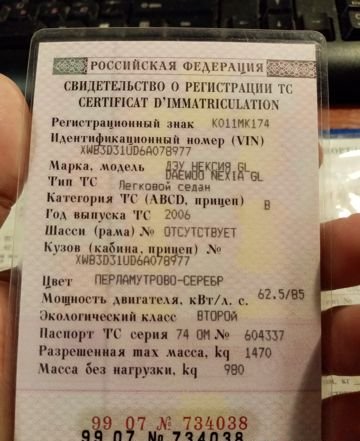 РОССИЙСКАЯ ФЕДЕРАЦИЯ
СВИДЕТЕЛЬСТВО О РЕГИСТРАЦИИ ТС
CERTIFICAT D'IMMATRICULATION
Регистрационный знак К011МК174
Идентификационный номер (VIN)
XWB3D31UD6A078977
Марка, модель ДЭУ НЕКСИЯ GL
DAEWOO NEXIA GL
Тип ТС Легковой седан
Категория ТС (ABCD, прицеп) B
Год выпуска ТС 2006
Шасси (рама) № ОТСУТСТВУЕТ
Кузов (кабина, прицеп) №
XWB3D31UD6A078977
Цвет ПЕРЛАМУТРОВО-СЕРЕБР
Мощность двигателя, кВт/л. с. 62.5/85
Экологический класс ВТОРОЙ
Паспорт ТС серия 74 ОМ № 604337
Разрешенная max масса, kg 1470
Масса без нагрузки, kg 980
99 07 № 734038
99 07 № 734038